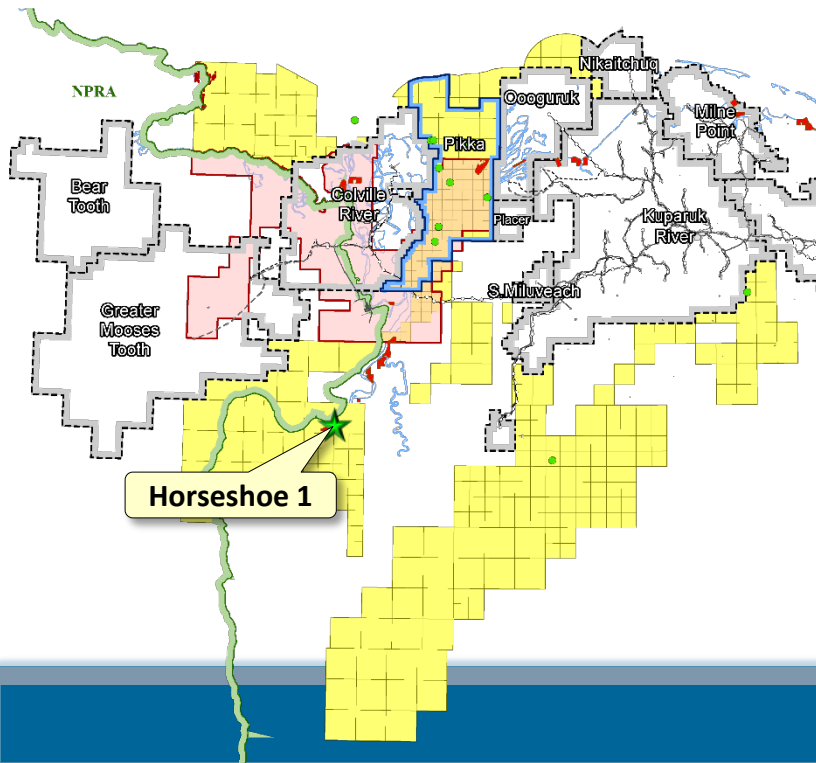 Nikaitchuq
NPRA
Oooguruk
Milne
Point
Pikka
Bear
Tooth
Colville
River
Placer
Kuparuk
River
S.Miluveach
Greater
Mooses
Tooth
Horseshoe 1